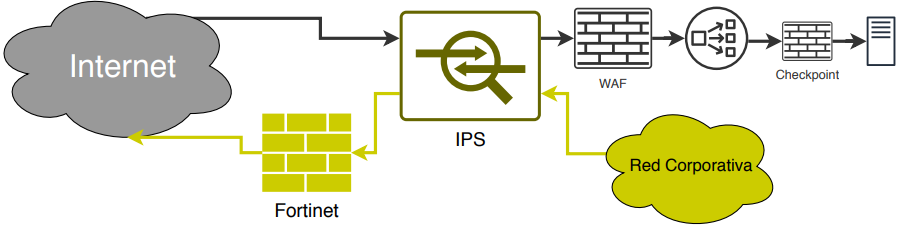 Internet
IPS
WAF
Checkpoint
Fortinet
Red Corporativa